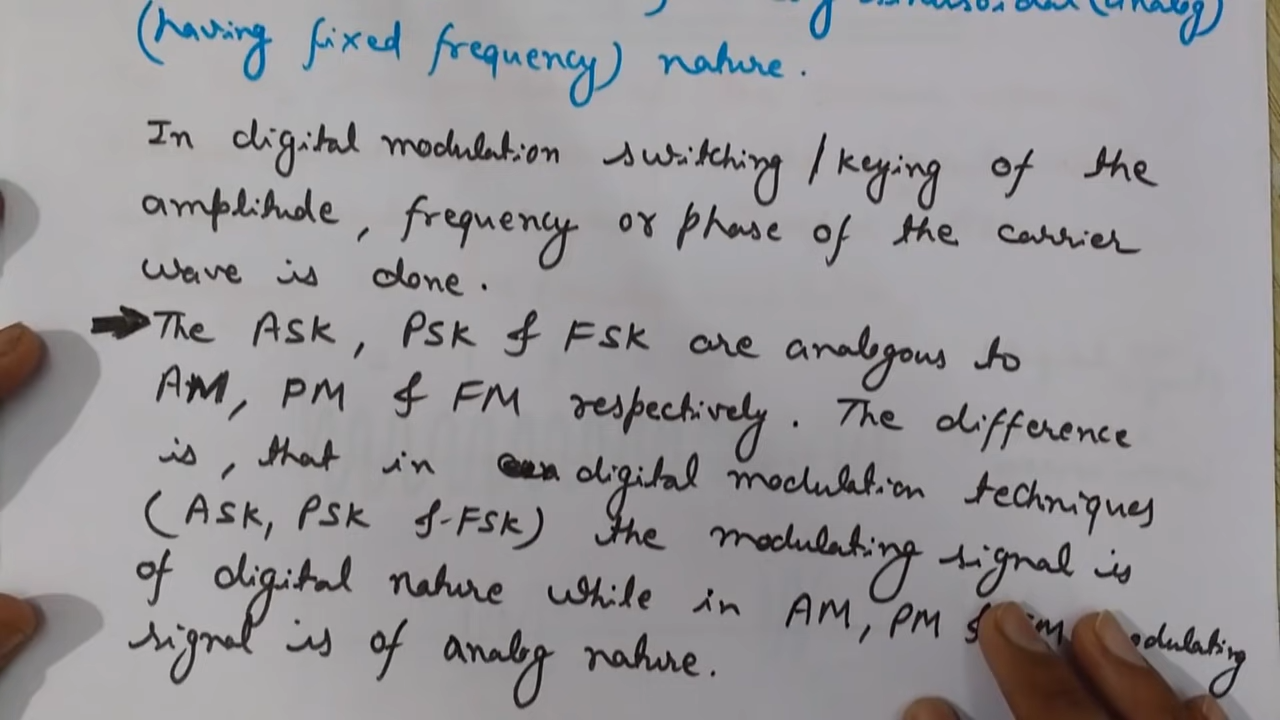 (analog)
(having fixed frequency) nature.
In digital modulation switching / keying of the
amplitude, frequency or phase of the carrier
wave is done.
The ASK, PSK & FSK are analogous to
AM, PM & FM respectively. The difference
is, that in digital modulation techniques
(ASK, PSK & FSK) the modulating signal is
of digital nature while in AM, PM &
signal is of analog nature.